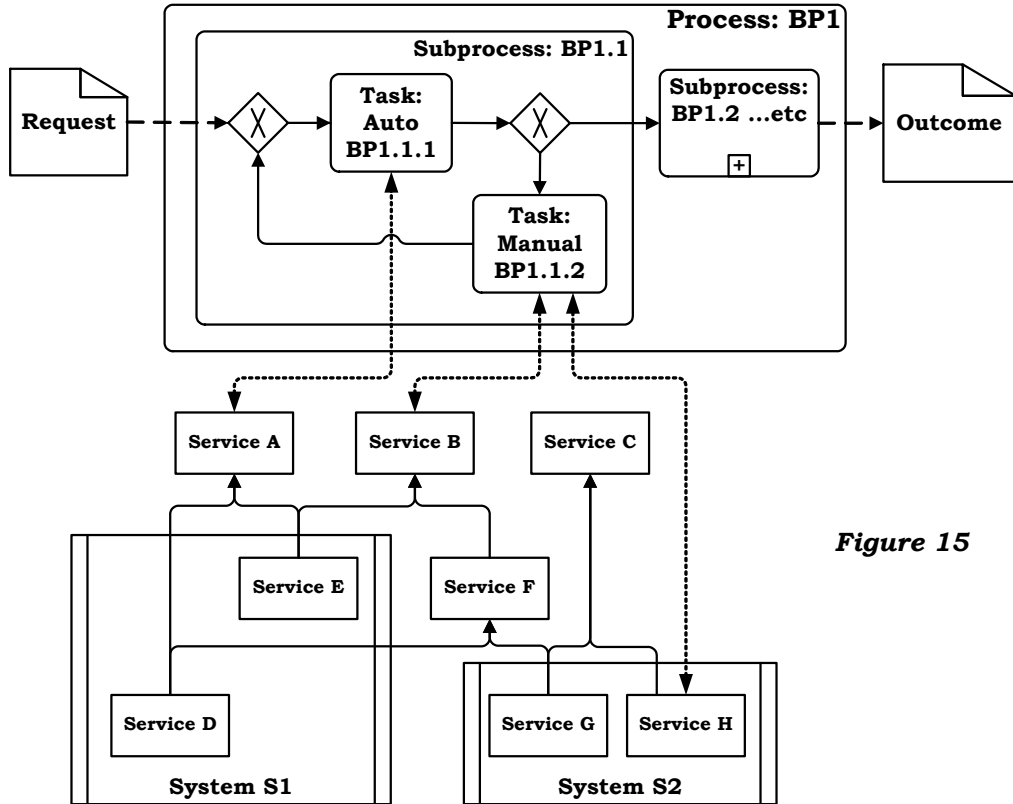 Process: BP1
Subprocess: BP1.1
Request
Task:
Auto
BP1.1.1
Subprocess:
BP1.2 ...etc
Outcome
Task:
Manual
BP1.1.2
Service A
Service B
Service C
Figure 15
Service E
Service F
Service D
Service G
Service H
System S1
System S2